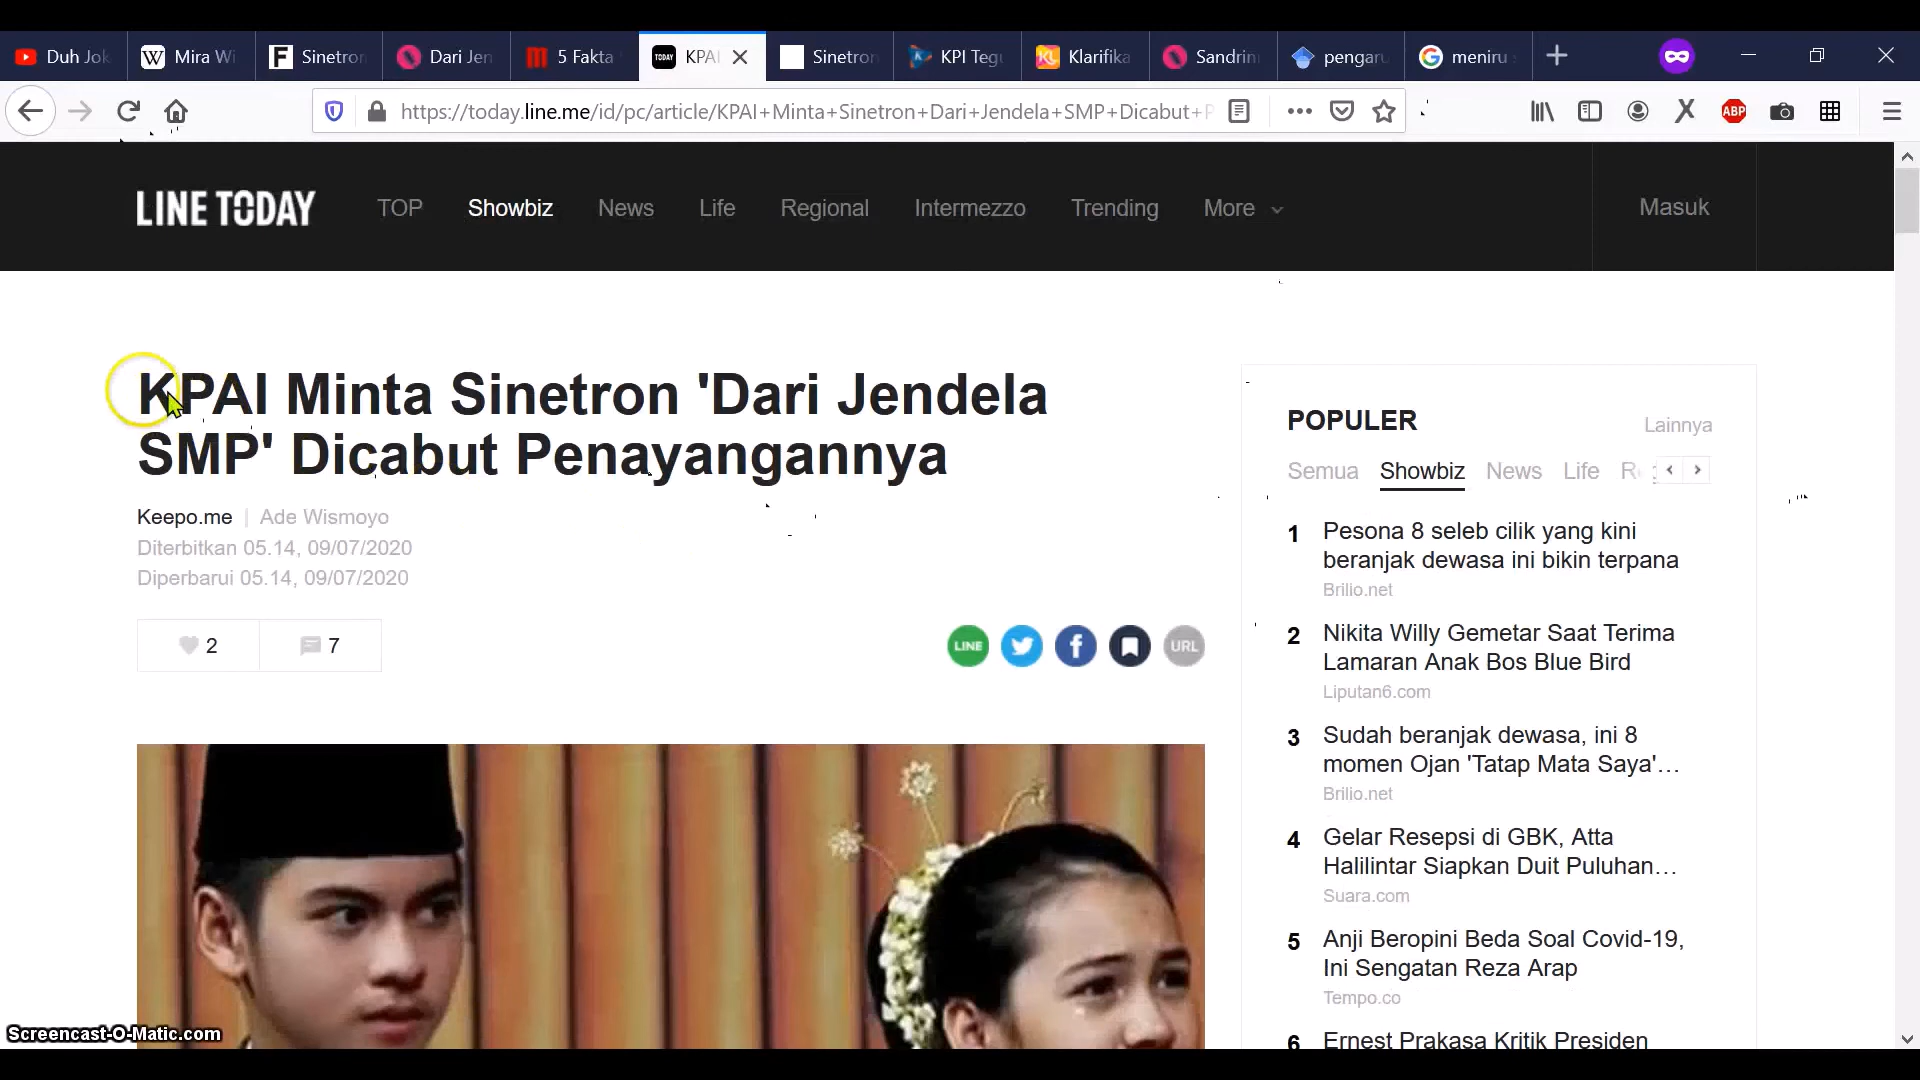 Duh Jok
Mira Wi
Sinetron
Dari Jen
5 Fakta
KPAI
Sinetron
KPI Tegu
Klarifika
Sandrin
pengaru
meniru s
https://today.line.me/id/pc/article/KPAI+Minta+Sinetron+Dari+Jendela+SMP+Dicabut+P
ABP
LINE TODAY
TOP
Showbiz
News
Life
Regional
Intermezzo
Trending
More
Masuk
KPAI Minta Sinetron 'Dari Jendela
SMP' Dicabut Penayangannya
Keepo.me | Ade Wismoyo
Diterbitkan 05.14, 09/07/2020
Diperbarui 05.14, 09/07/2020
2
7
LINE
URL
POPULER
Lainnya
Semua
Showbiz
News
Life
1
Pesona 8 seleb cilik yang kini
beranjak dewasa ini bikin terpana
Brilio.net
2
Nikita Willy Gemetar Saat Terima
Lamaran Anak Bos Blue Bird
Liputan6.com
3
Sudah beranjak dewasa, ini 8
momen Ojan 'Tatap Mata Saya'...
Brilio.net
4
Gelar Resepsi di GBK, Atta
Halilintar Siapkan Duit Puluhan...
Suara.com
5
Anji Beropini Beda Soal Covid-19,
Ini Sengatan Reza Arap
Tempo.co
6
Ernest Prakasa Kritik Presiden
Screencast-O-Matic.com